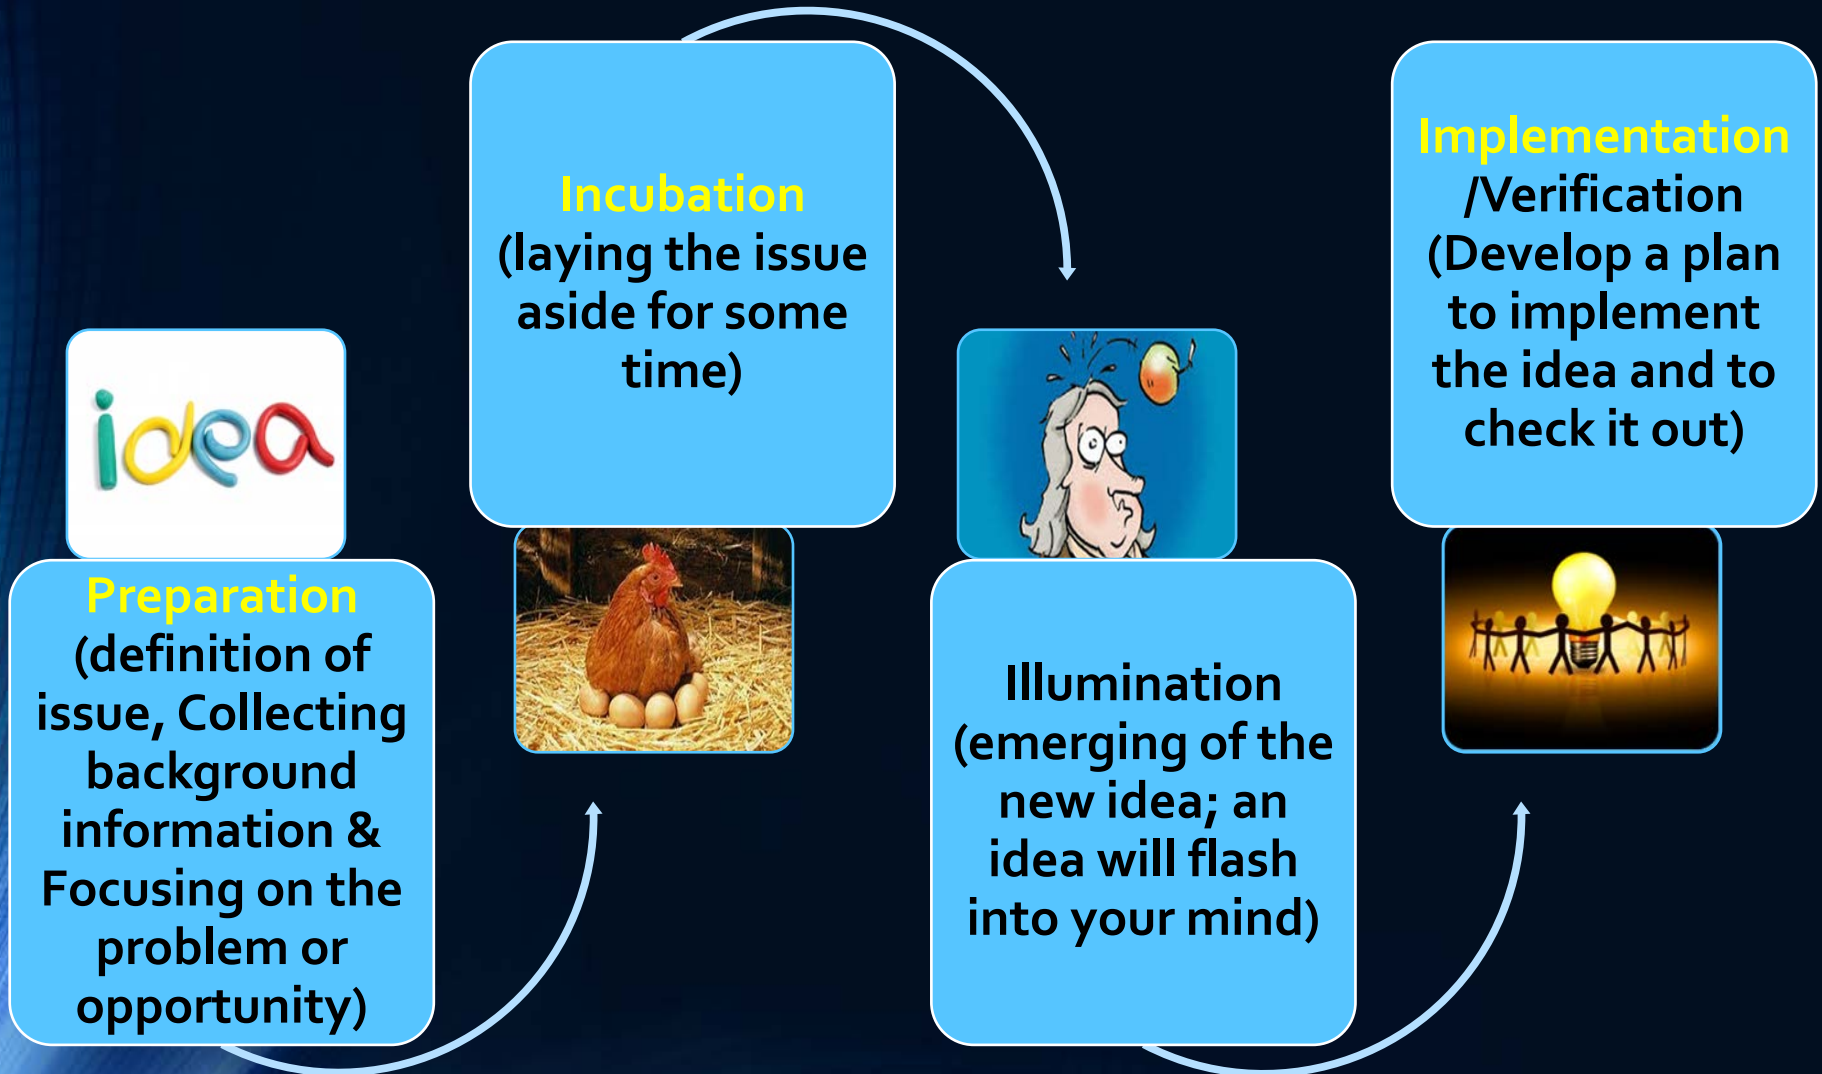 idea
Preparation
(definition of
issue, Collecting
background
information &
Focusing on the
problem or
opportunity)
Incubation
(laying the issue
aside for some
time)
Illumination
(emerging of the
new idea; an
idea will flash
into your mind)
Implementation
/Verification
(Develop a plan
to implement
the idea and to
check it out)